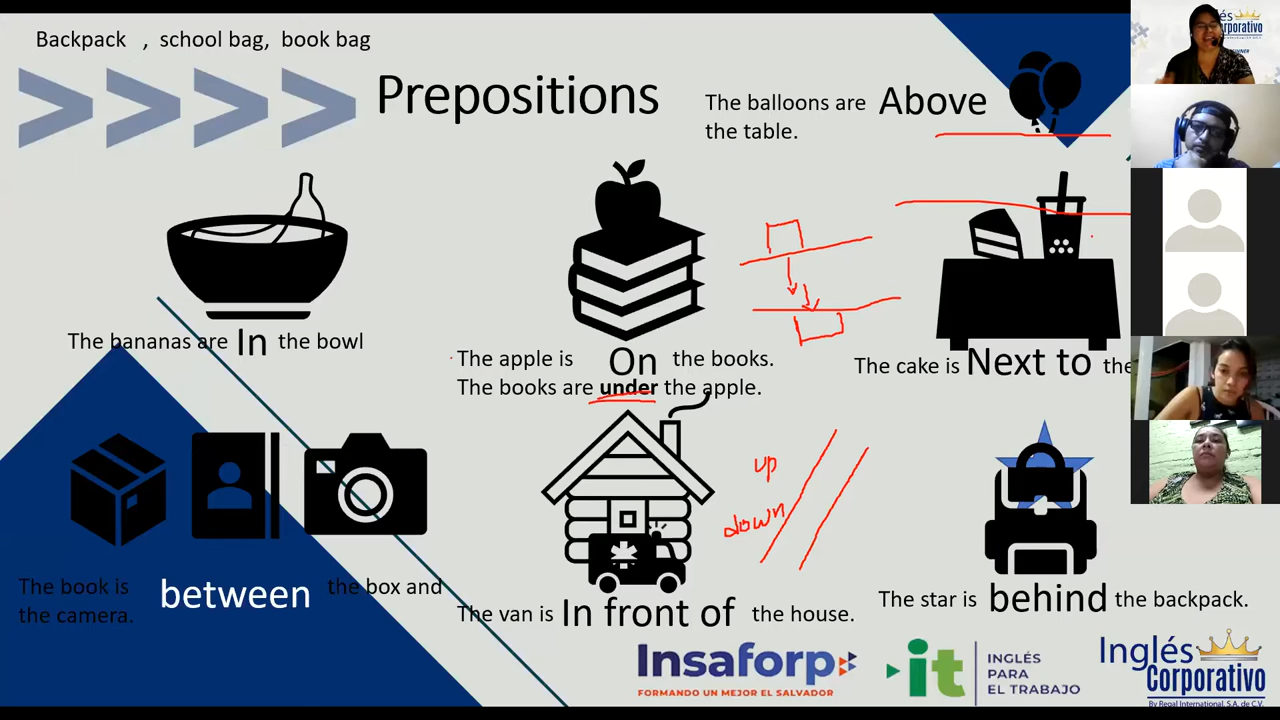 Backpack , school bag, book bag
Prepositions
The balloons are Above
the table.
The bananas are In the bowl
The apple is On the books.
The books are under the apple.
The cake is Next to the
up
down
The book is between the box and
the camera.
The van is In front of the house.
The star is behind the backpack.
Insaforp
FORMANDO UN MEJOR EL SALVADOR
it
INGLÉS
PARA
EL TRABAJO
Inglés
Corporativo
By Regal International, S.A. de C.V.